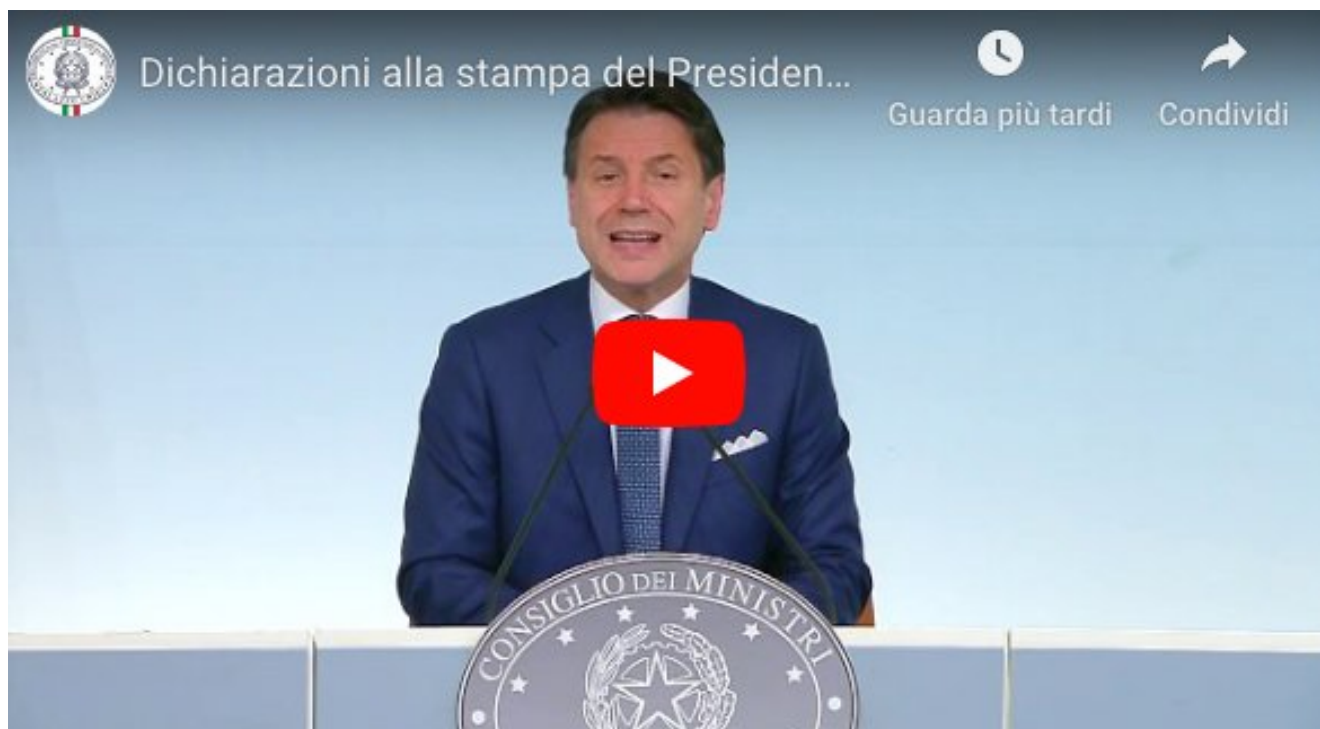 Dichiarazioni alla stampa del Presiden...
Guarda più tardi
Condividi
CONSIGLIO DEI MINISTRI